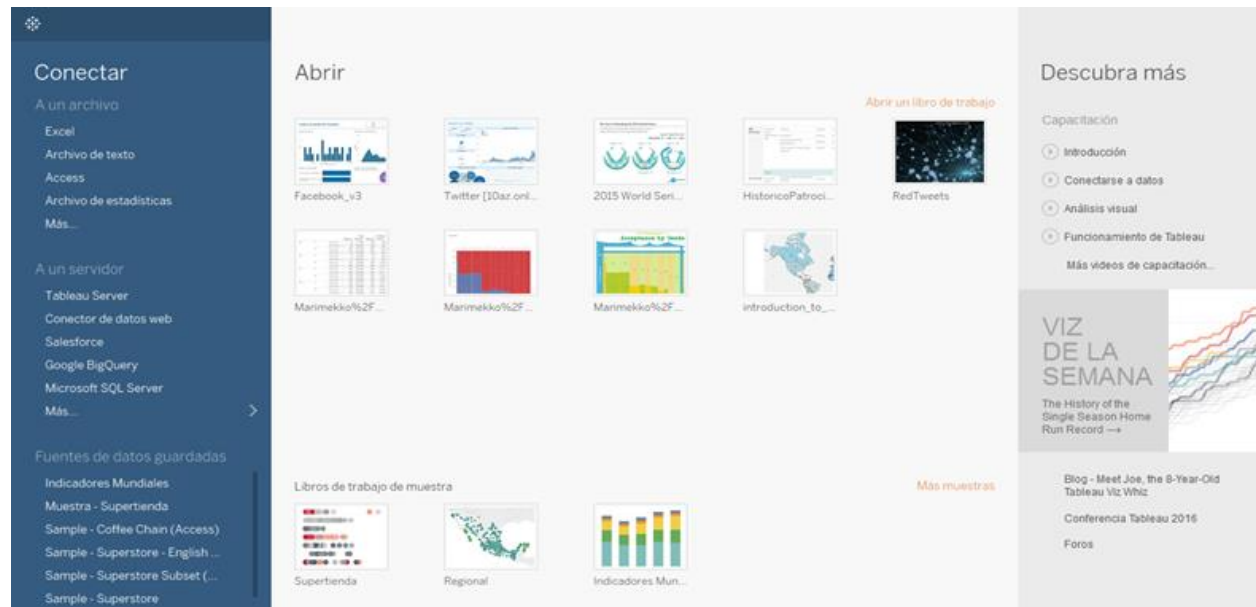 Conectar
A un archivo
Excel
Archivo de texto
Access
Archivo de estadísticas
Más...
A un servidor
Tableau Server
Conector de datos web
Salesforce
Google BigQuery
Microsoft SQL Server
Más...
Fuentes de datos guardadas
Indicadores Mundiales
Muestra - Supertienda
Sample - Coffee Chain (Access)
Sample - Superstore - English ...
Sample - Superstore Subset (...
Sample - Superstore
Abrir
Abrir un libro de trabajo
Facebook_v3
Twitter [10az.onl...
2015 World Seri...
HistoricoPatroci...
RedTweets
Marimekko%2F...
Marimekko%2F...
Acceptance by Taste
Marimekko%2F...
introduction_to_...
Libros de trabajo de muestra
Más muestras
Supertienda
Regional
Indicadores Mun...
Descubra más
Capacitación
Introducción
Conectarse a datos
Análisis visual
Funcionamiento de Tableau
Más videos de capacitación...
VIZ
DE LA
SEMANA
The History of the
Single Season Home
Run Record →
Blog - Meet Joe, the 8-Year-Old
Tableau Viz Whiz
Conferencia Tableau 2016
Foros